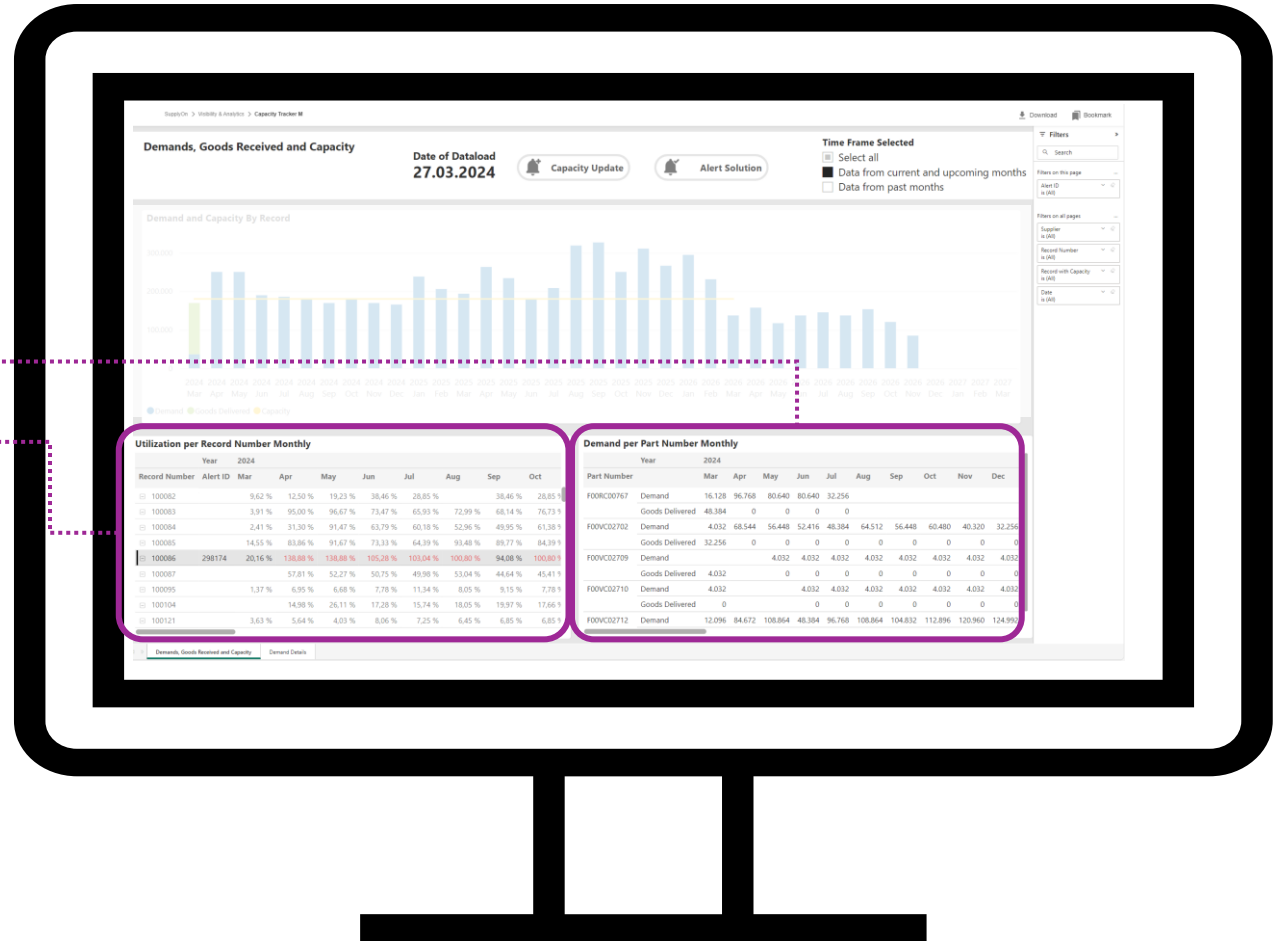 SupplyOn > Visibility & Analytics > Capacity Tracker M
Download Bookmark
Demands, Goods Received and Capacity
Date of Dataload
27.03.2024
Capacity Update
Alert Solution
Time Frame Selected
Select all
Data from current and upcoming months
Data from past months
Filters
Search
Filters on this page
Alert ID
is (All)
Filters on all pages
Supplier
is (All)
Record Number
is (All)
Record with Capacity
is (All)
Date
is (All)
Demand and Capacity By Record
300.000
200.000
100.000
Demand Goods Delivered Capacity
Utilization per Record Number Monthly
Year 2024
Record Number Alert ID Mar Apr May Jun Jul Aug Sep Oct
100082 9,62 % 12,50 % 19,23 % 38,46 % 28,85 % 38,46 % 28,85 %
100083 3,91 % 95,00 % 96,67 % 73,47 % 65,93 % 72,99 % 68,14 % 76,73 %
100084 2,41 % 31,30 % 91,47 % 63,79 % 60,18 % 52,96 % 49,95 % 61,38 %
100085 14,55 % 83,86 % 91,67 % 73,33 % 64,39 % 93,48 % 89,77 % 84,39 %
100086 298174 20,16 % 138,88 % 138,88 % 105,28 % 103,04 % 100,80 % 94,08 % 100,80 %
100087 57,81 % 52,27 % 50,75 % 49,98 % 53,04 % 44,64 % 45,41 %
100095 1,37 % 6,95 % 6,68 % 7,78 % 11,34 % 8,05 % 9,15 % 7,78 %
100104 14,98 % 26,11 % 17,28 % 15,74 % 18,05 % 19,97 % 17,66 %
100121 3,63 % 5,64 % 4,03 % 8,06 % 7,25 % 6,45 % 6,85 % 6,85 %
Demand per Part Number Monthly
Year 2024
Part Number Mar Apr May Jun Jul Aug Sep Oct Nov Dec
F00RC00767 Demand 16.128 96.768 80.640 80.640 32.256
Goods Delivered 48.384 0 0 0 0
F00VC02702 Demand 4.032 68.544 56.448 52.416 48.384 64.512 56.448 60.480 40.320 32.256
Goods Delivered 32.256 0 0 0 0 0 0 0 0 0
F00VC02709 Demand 4.032 4.032 4.032 4.032 4.032 4.032 4.032 4.032
Goods Delivered 4.032 0 0 0 0 0 0 0 0
F00VC02710 Demand 4.032 4.032 4.032 4.032 4.032 4.032 4.032 4.032
Goods Delivered 0 0 0 0 0 0 0 0
F00VC02712 Demand 12.096 84.672 108.864 48.384 96.768 108.864 104.832 112.896 120.960 124.992
Demands, Goods Received and Capacity Demand Details